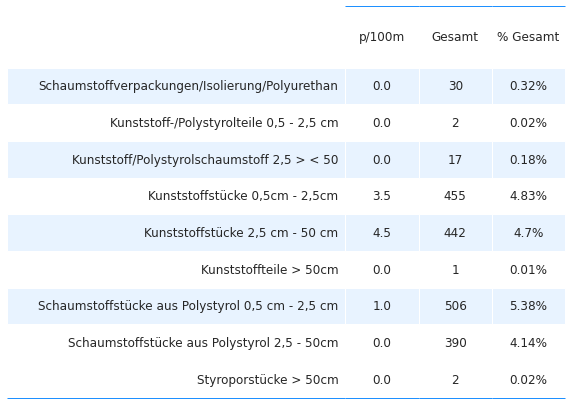 p/100m Gesamt % Gesamt
Schaumstoffverpackungen/Isolierung/Polyurethan 0.0 30 0.32%
Kunststoff-/Polystyrolteile 0,5 - 2,5 cm 0.0 2 0.02%
Kunststoff/Polystyrolschaumstoff 2,5 > < 50 0.0 17 0.18%
Kunststoffstücke 0,5cm - 2,5cm 3.5 455 4.83%
Kunststoffstücke 2,5 cm - 50 cm 4.5 442 4.7%
Kunststoffteile > 50cm 0.0 1 0.01%
Schaumstoffstücke aus Polystyrol 0,5 cm - 2,5 cm 1.0 506 5.38%
Schaumstoffstücke aus Polystyrol 2,5 - 50cm 0.0 390 4.14%
Styroporstücke > 50cm 0.0 2 0.02%